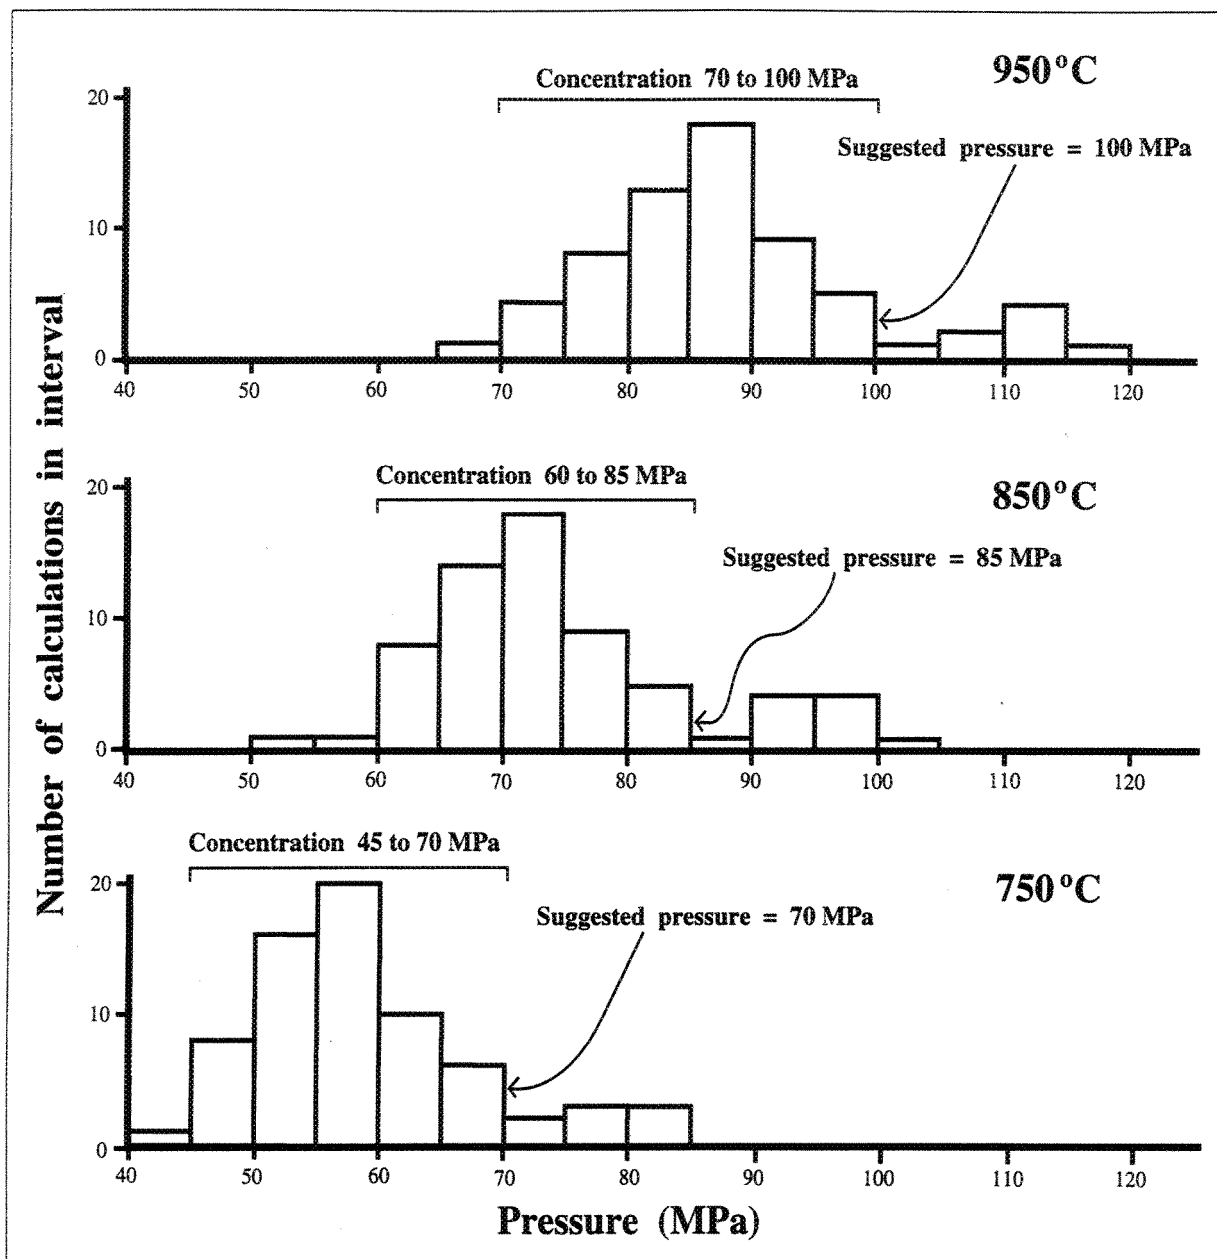 950°C
Concentration 70 to 100 MPa
20
Suggested pressure = 100 MPa
10
0
40 50 60 70 80 90 100 110 120
Concentration 60 to 85 MPa
850°C
20
Suggested pressure = 85 MPa
10
0
40 50 60 70 80 90 100 110 120
Concentration 45 to 70 MPa
750°C
20
Suggested pressure = 70 MPa
10
0
40 50 60 70 80 90 100 110 120
Number of calculations in interval
Pressure (MPa)